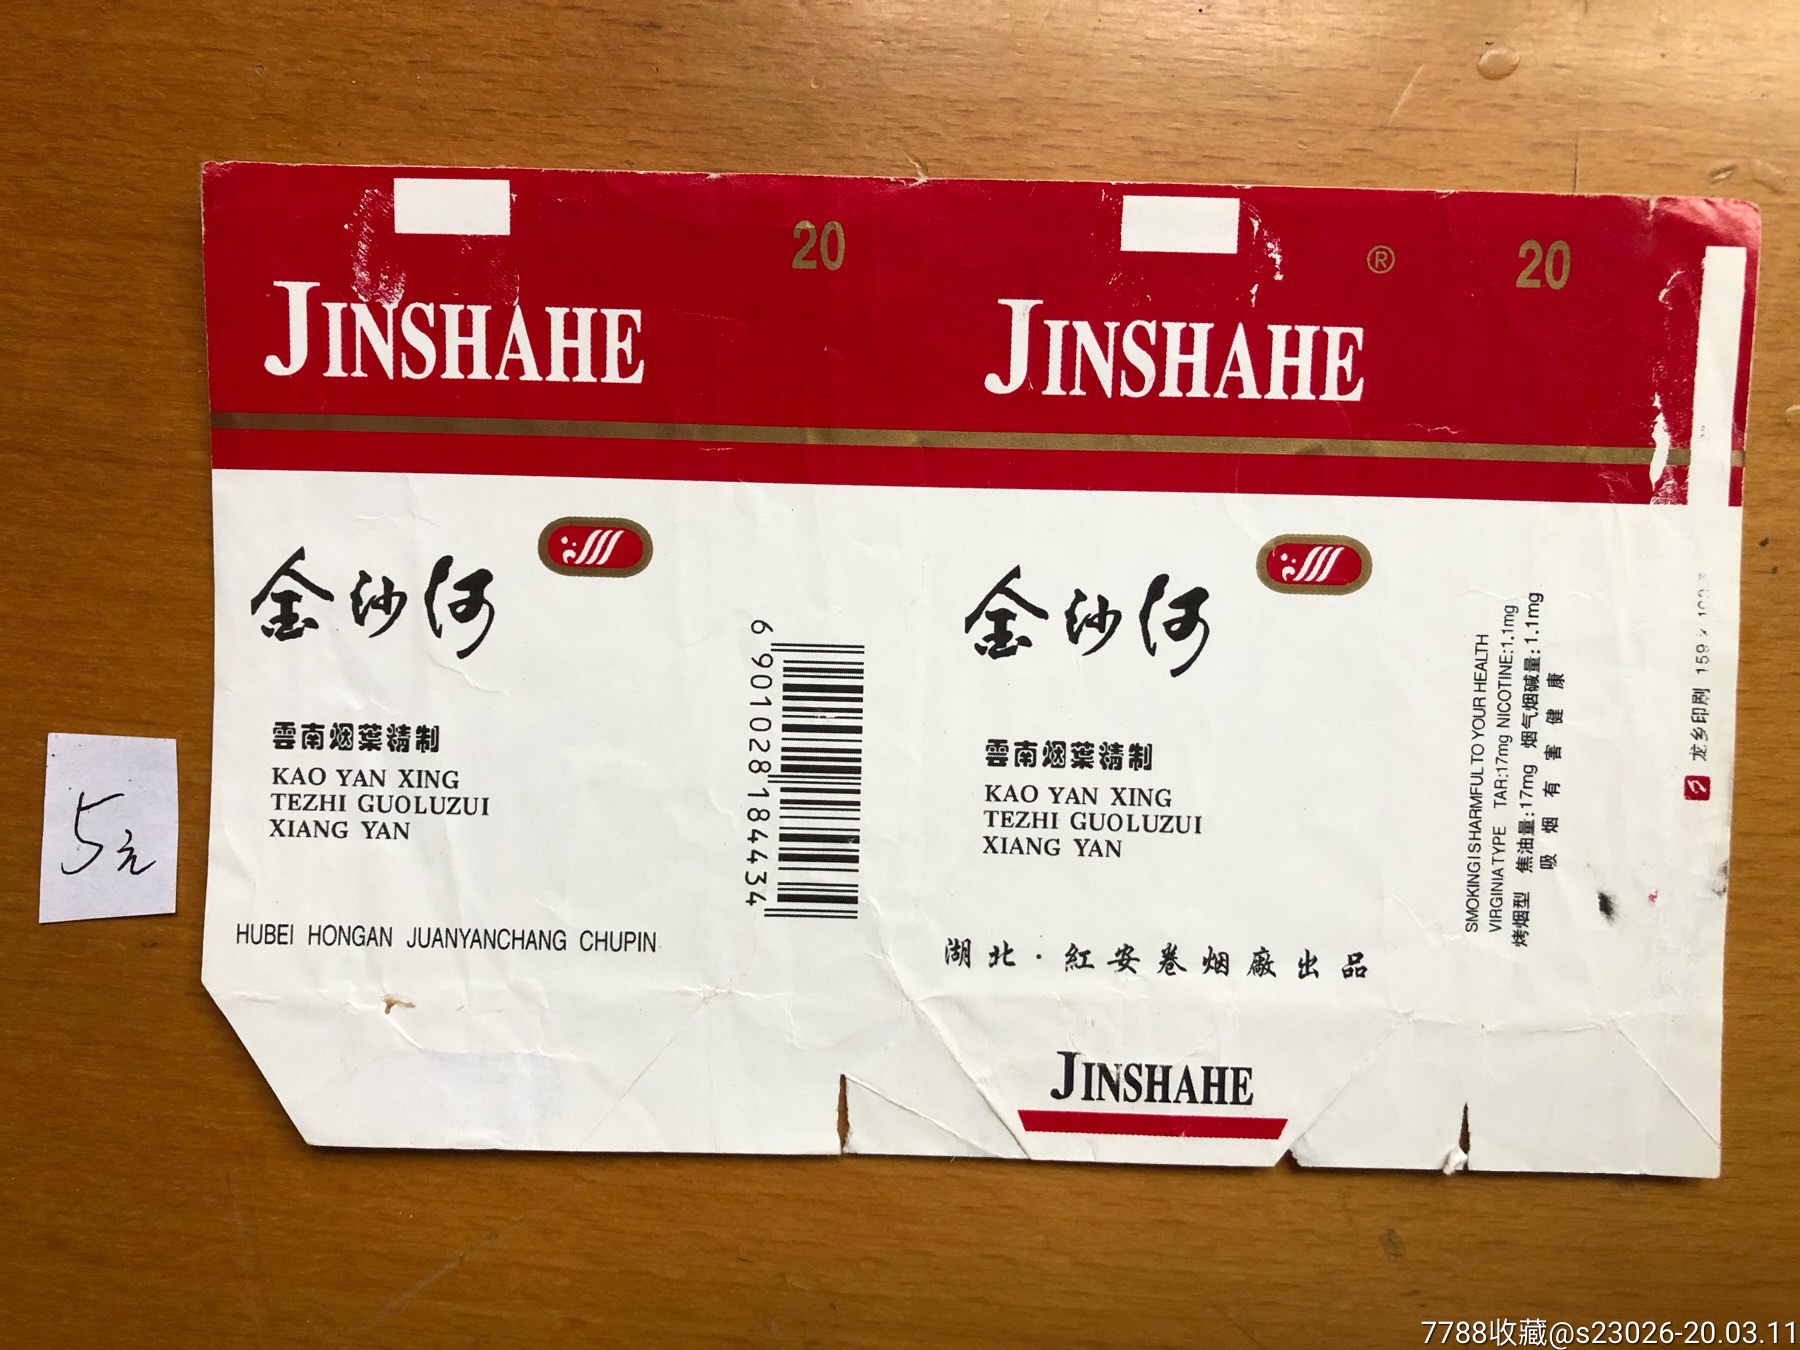 20
JINSHAHE
金沙河
雲南烟葉精制
KAO YAN XING
TEZHI GUOLUZUI
XIANG YAN
HUBEI HONGAN JUANYANCHANG CHUPIN
6 901028 184434
® 20
JINSHAHE
金沙河
雲南烟葉精制
KAO YAN XING
TEZHI GUOLUZUI
XIANG YAN
湖北·紅安卷烟廠出品
JINSHAHE
SMOKING IS HARMFUL TO YOUR HEALTH
VIRGINIA TYPE TAR:17mg NICOTINE:1.1mg
烤烟型 焦油量:17mg 烟气烟碱量:1.1mg
吸烟有害健康
龙乡印刷 159×
5元
7788收藏@s23026-20.03.11